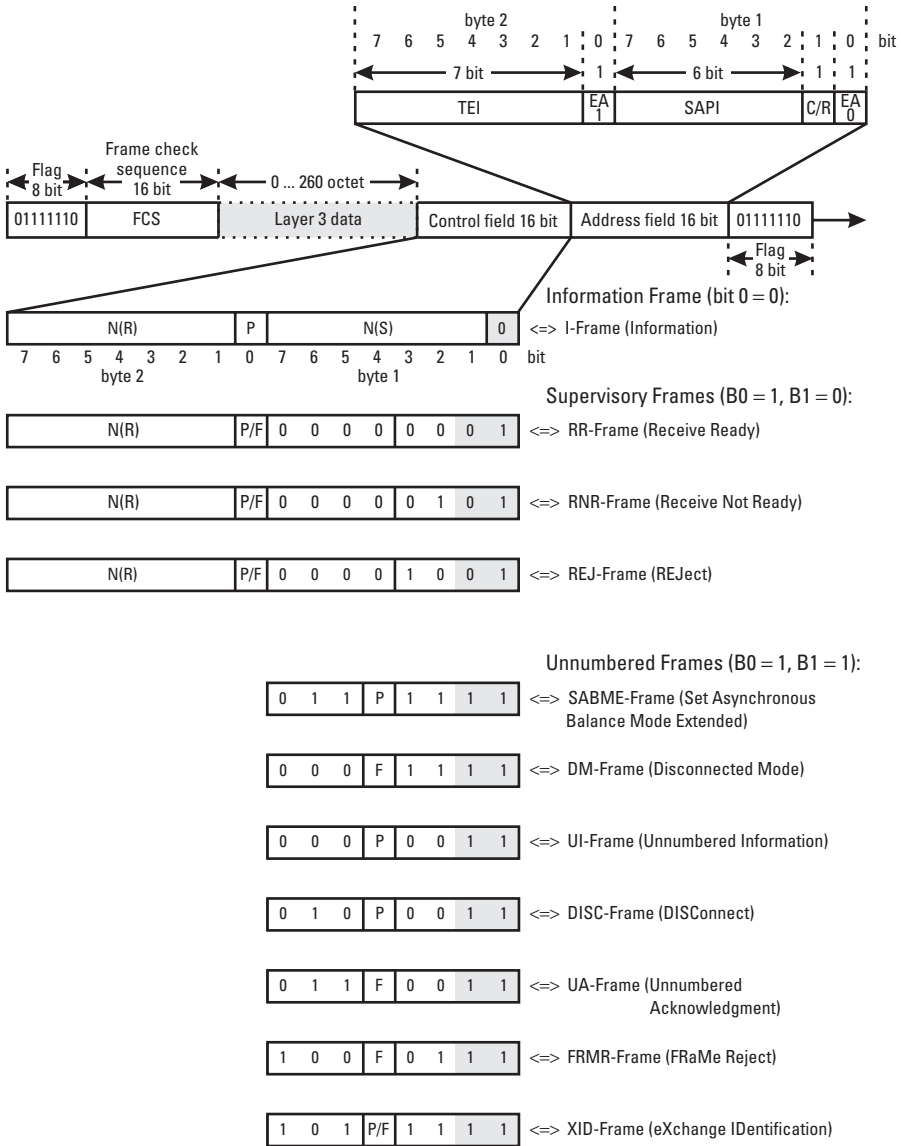 byte 2 byte 1
7 6 5 4 3 2 1 0 7 6 5 4 3 2 1 0 bit
7 bit 1 6 bit 1 1
TEI EA 1 SAPI C/R EA 0
Flag 8 bit Frame check sequence 16 bit 0 ... 260 octet
01111110 FCS Layer 3 data Control field 16 bit Address field 16 bit 01111110
Flag 8 bit
Information Frame (bit 0 = 0):
N(R) P N(S) 0 <=> I-Frame (Information)
7 6 5 4 3 2 1 0 7 6 5 4 3 2 1 0 bit
byte 2 byte 1
Supervisory Frames (B0 = 1, B1 = 0):
N(R) P/F 0 0 0 0 0 0 0 1 <=> RR-Frame (Receive Ready)
N(R) P/F 0 0 0 0 0 1 0 1 <=> RNR-Frame (Receive Not Ready)
N(R) P/F 0 0 0 0 1 0 0 1 <=> REJ-Frame (REJect)
Unnumbered Frames (B0 = 1, B1 = 1):
0 1 1 P 1 1 1 1 <=> SABME-Frame (Set Asynchronous
Balance Mode Extended)
0 0 0 F 1 1 1 1 <=> DM-Frame (Disconnected Mode)
0 0 0 P 0 0 1 1 <=> UI-Frame (Unnumbered Information)
0 1 0 P 0 0 1 1 <=> DISC-Frame (DISConnect)
0 1 1 F 0 0 1 1 <=> UA-Frame (Unnumbered
Acknowledgment)
1 0 0 F 0 1 1 1 <=> FRMR-Frame (FRaMe Reject)
1 0 1 P/F 1 1 1 1 <=> XID-Frame (eXchange IDentification)